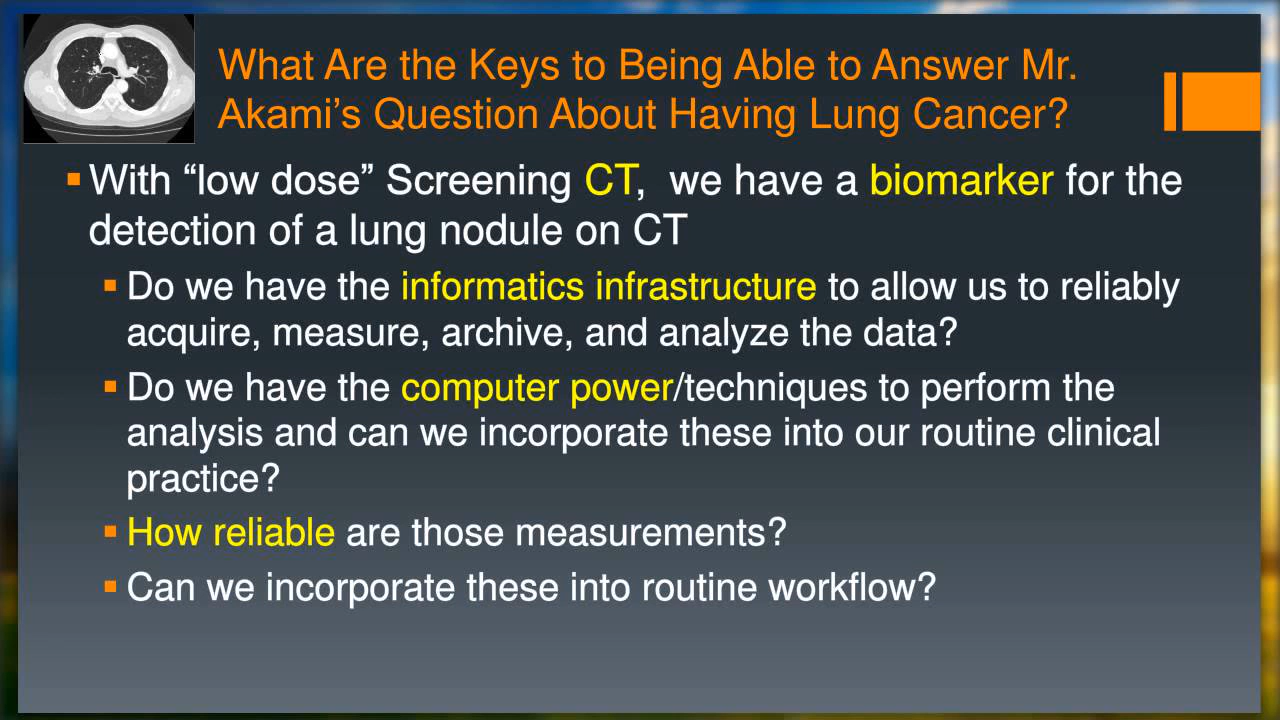 What Are the Keys to Being Able to Answer Mr.
Akami’s Question About Having Lung Cancer?
With “low dose” Screening CT,  we have a biomarker for the
detection of a lung nodule on CT
Do we have the informatics infrastructure to allow us to reliably
acquire, measure, archive, and analyze the data?
Do we have the computer power/techniques to perform the
analysis and can we incorporate these into our routine clinical
practice?
How reliable are those measurements?
Can we incorporate these into routine workflow?